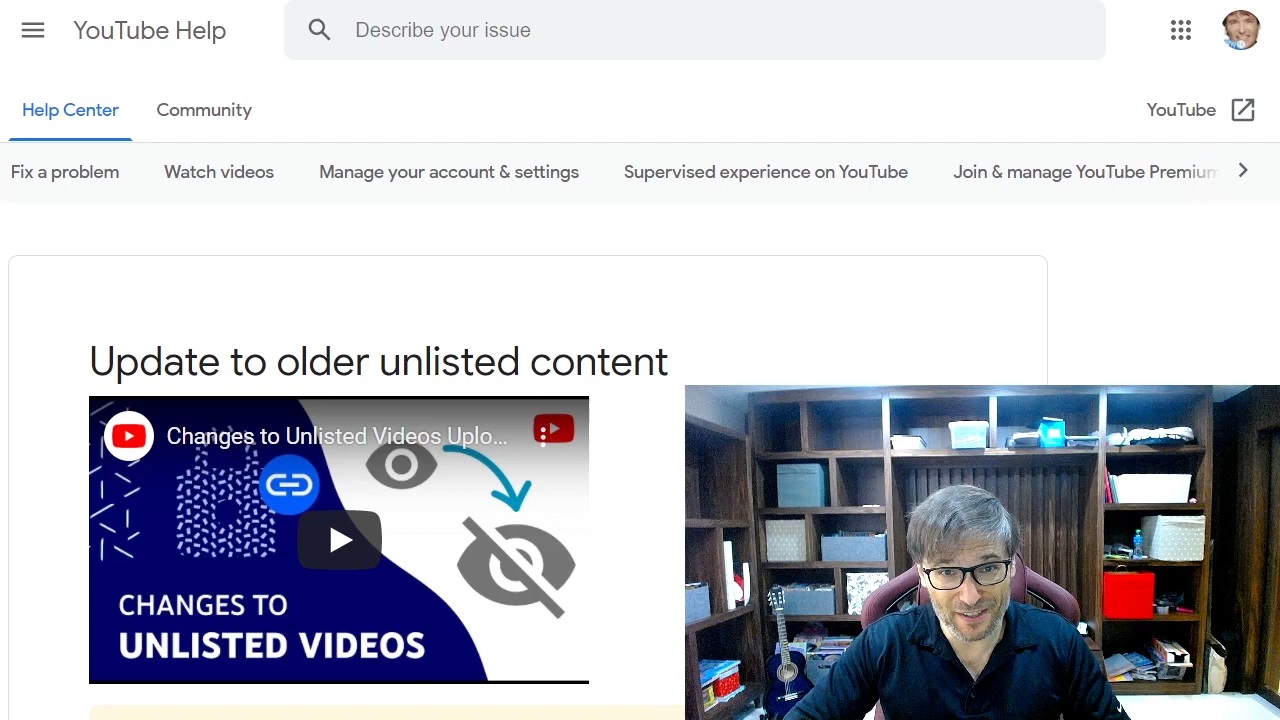 YouTube Help
Describe your issue
Help Center
Community
YouTube
Fix a problem
Watch videos
Manage your account & settings
Supervised experience on YouTube
Join & manage YouTube Premium
Update to older unlisted content
Changes to Unlisted Videos Uplo...
CHANGES TO
UNLISTED VIDEOS